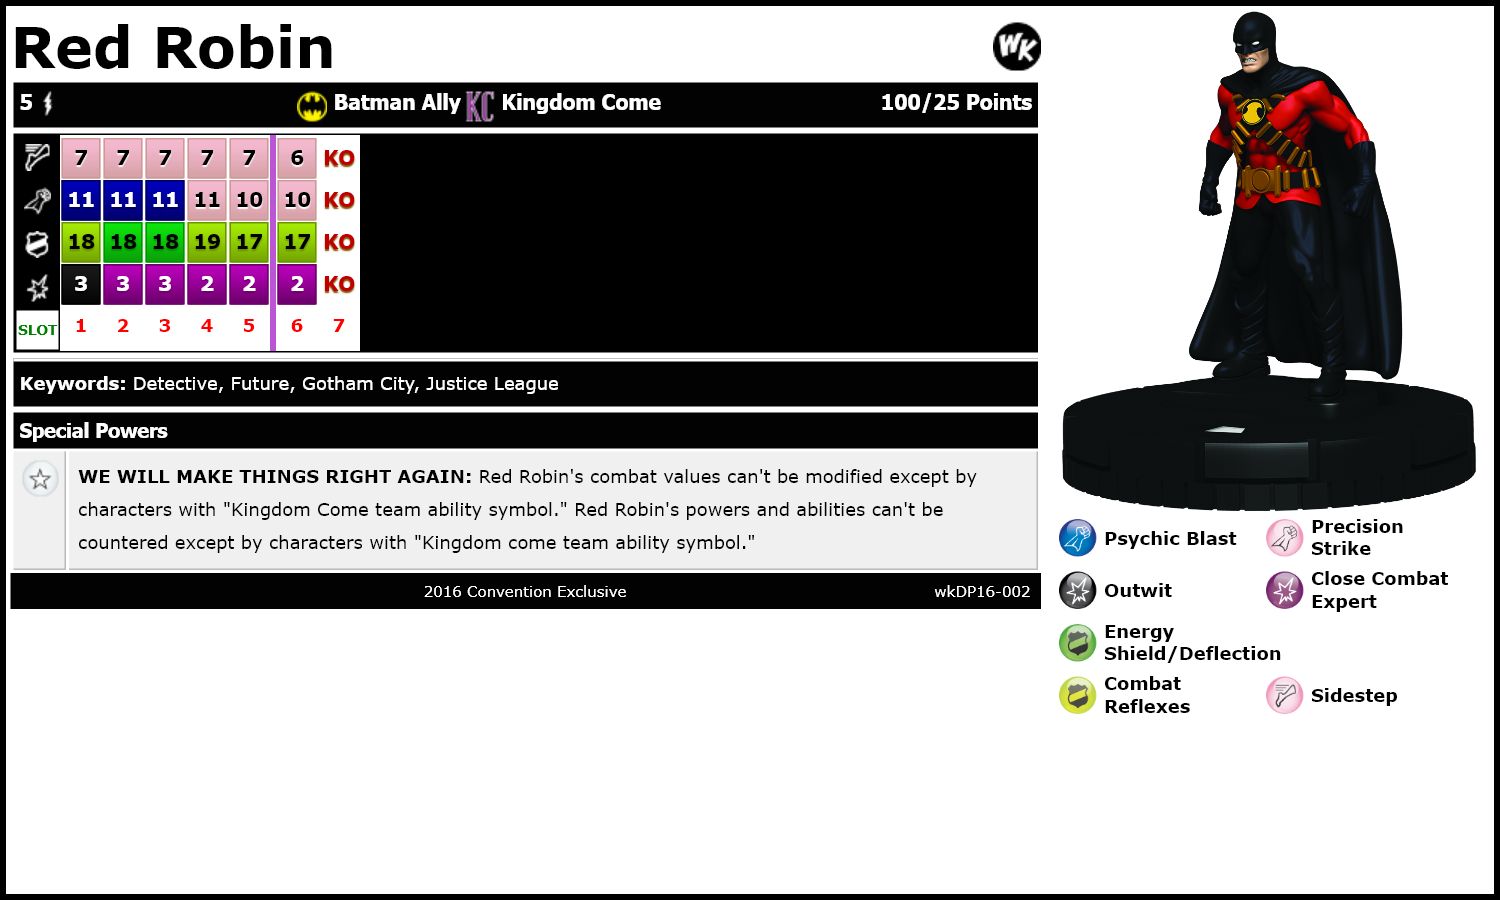 Red Robin
WK
5 Batman Ally KC Kingdom Come 100/25 Points
7 7 7 7 7 6 KO
11 11 11 11 10 10 KO
18 18 18 19 17 17 KO
3 3 3 2 2 2 KO
SLOT 1 2 3 4 5 6 7
Keywords: Detective, Future, Gotham City, Justice League
Special Powers
WE WILL MAKE THINGS RIGHT AGAIN: Red Robin's combat values can't be modified except by
characters with "Kingdom Come team ability symbol." Red Robin's powers and abilities can't be
countered except by characters with "Kingdom come team ability symbol."
2016 Convention Exclusive wkDP16-002
Psychic Blast
Precision
Strike
Outwit
Close Combat
Expert
Energy
Shield/Deflection
Combat
Reflexes
Sidestep